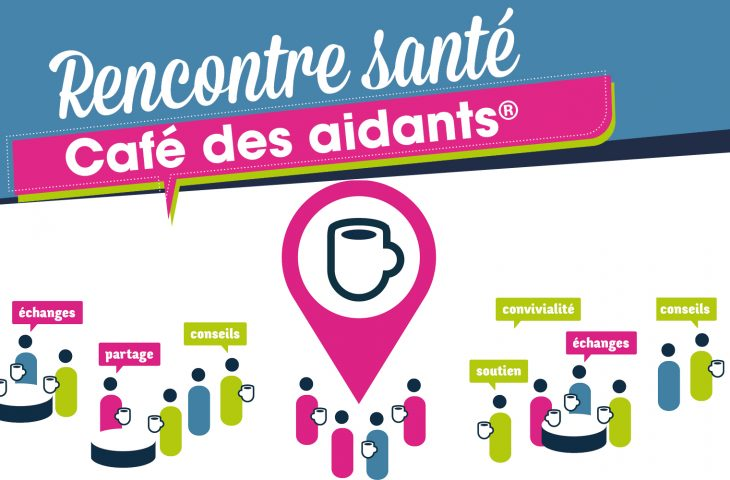 Rencontre santé
Café des aidants®
échanges
partage
conseils
convivialité
échanges
soutien
conseils